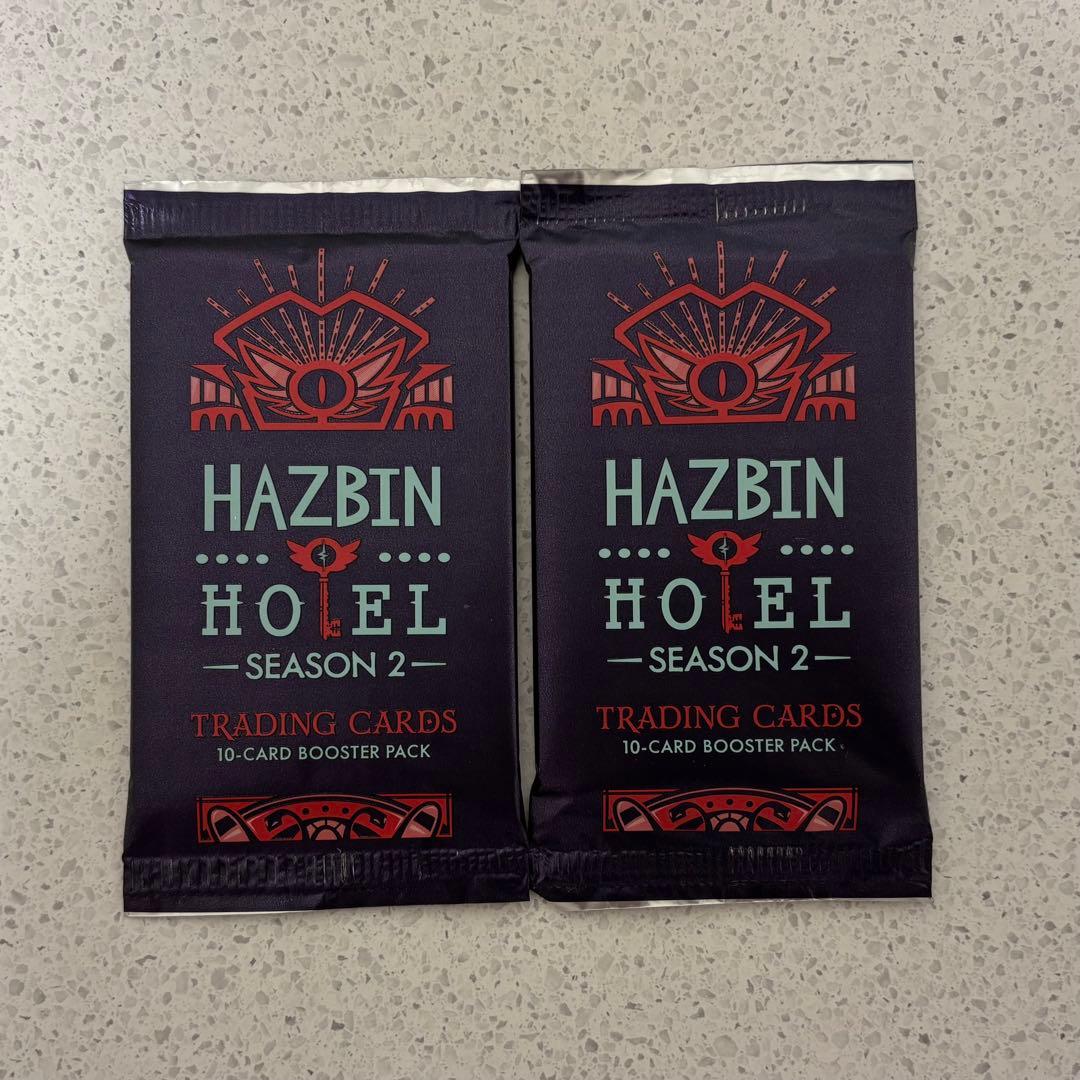 HAZBIN
HOTEL
SEASON 2
TRADING CARDS
10-CARD BOOSTER PACK
HAZBIN
HOTEL
SEASON 2
TRADING CARDS
10-CARD BOOSTER PACK